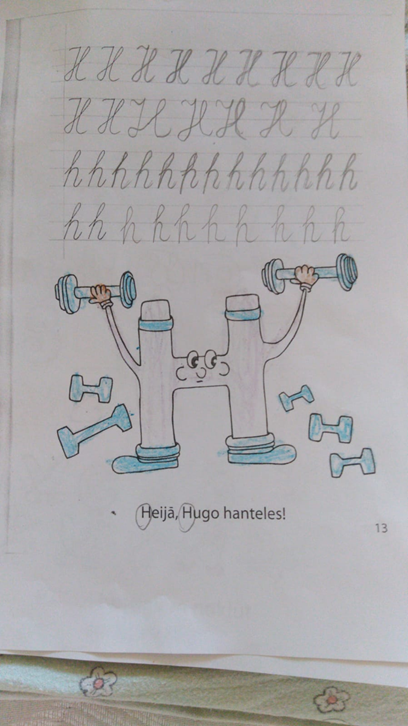 H H H H H H H H H
H H H H H H H
h h h h h h h h h h h h h
h h h h h h h h h h
Heijā, Hugo hanteles!
13